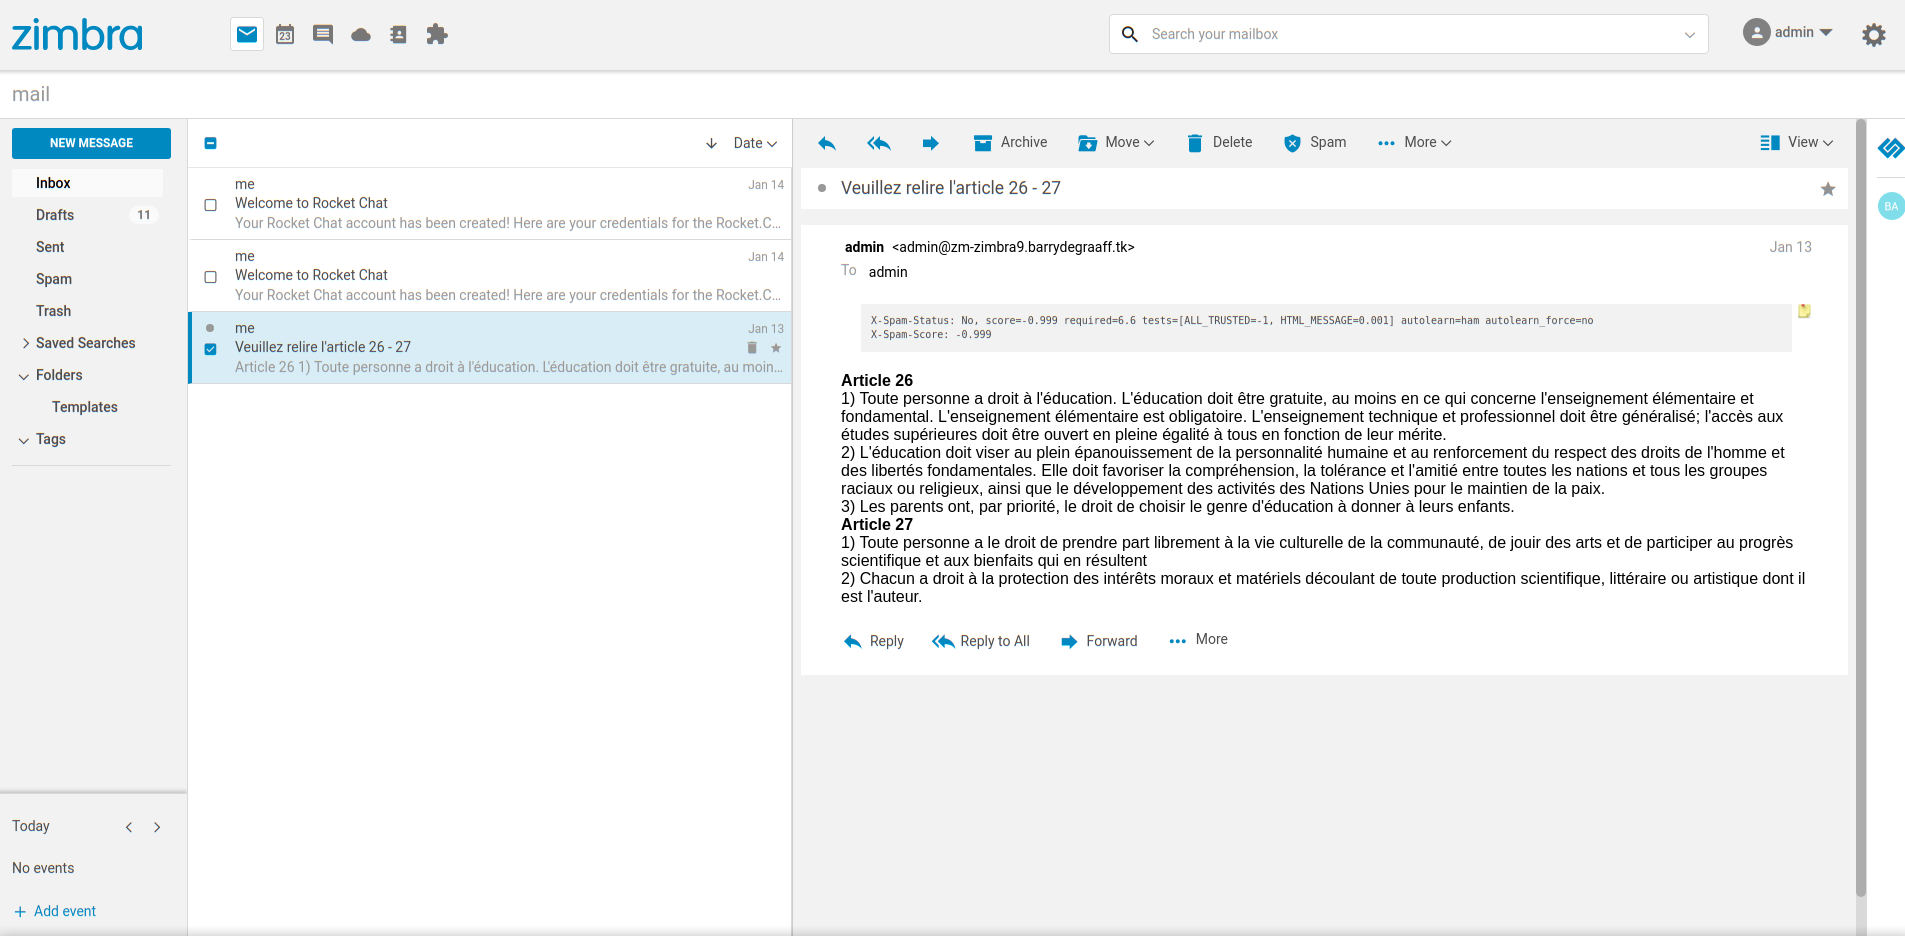 zimbra
23
Search your mailbox
admin
mail
NEW MESSAGE
Inbox
Drafts 11
Sent
Spam
Trash
Saved Searches
Folders
Templates
Tags
Today
No events
+ Add event
Date
me Jan 14
Welcome to Rocket Chat
Your Rocket Chat account has been created! Here are your credentials for the Rocket.C...
me Jan 14
Welcome to Rocket Chat
Your Rocket Chat account has been created! Here are your credentials for the Rocket.C...
me Jan 13
Veuillez relire l'article 26 - 27
Article 26 1) Toute personne a droit à l'éducation. L'éducation doit être gratuite, au moin...
Archive Move Delete Spam More View
Veuillez relire l'article 26 - 27
BA
admin <admin@zm-zimbra9.barrydegraaff.tk> Jan 13
To admin
X-Spam-Status: No, score=-0.999 required=6.6 tests=[ALL_TRUSTED=-1, HTML_MESSAGE=0.001] autolearn=ham autolearn_force=no
X-Spam-Score: -0.999
Article 26
1) Toute personne a droit à l'éducation. L'éducation doit être gratuite, au moins en ce qui concerne l'enseignement élémentaire et
fondamental. L'enseignement élémentaire est obligatoire. L'enseignement technique et professionnel doit être généralisé; l'accès aux
études supérieures doit être ouvert en pleine égalité à tous en fonction de leur mérite.
2) L'éducation doit viser au plein épanouissement de la personnalité humaine et au renforcement du respect des droits de l'homme et
des libertés fondamentales. Elle doit favoriser la compréhension, la tolérance et l'amitié entre toutes les nations et tous les groupes
raciaux ou religieux, ainsi que le développement des activités des Nations Unies pour le maintien de la paix.
3) Les parents ont, par priorité, le droit de choisir le genre d'éducation à donner à leurs enfants.
Article 27
1) Toute personne a le droit de prendre part librement à la vie culturelle de la communauté, de jouir des arts et de participer au progrès
scientifique et aux bienfaits qui en résultent
2) Chacun a droit à la protection des intérêts moraux et matériels découlant de toute production scientifique, littéraire ou artistique dont il
est l'auteur.
Reply Reply to All Forward More